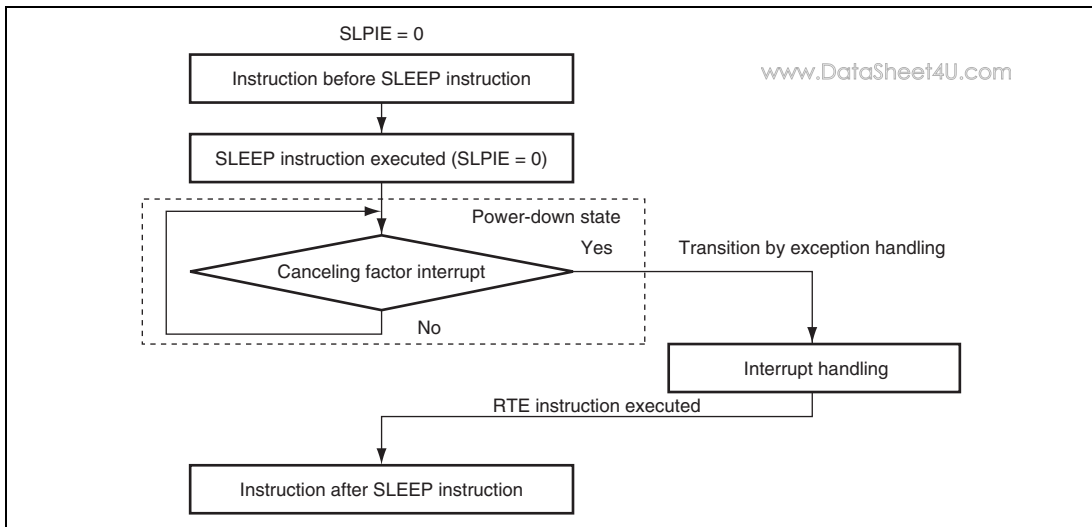 SLPIE = 0
Instruction before SLEEP instruction
www.DataSheet4U.com
SLEEP instruction executed (SLPIE = 0)
Power-down state
Yes
Transition by exception handling
Canceling factor interrupt
No
Interrupt handling
RTE instruction executed
Instruction after SLEEP instruction